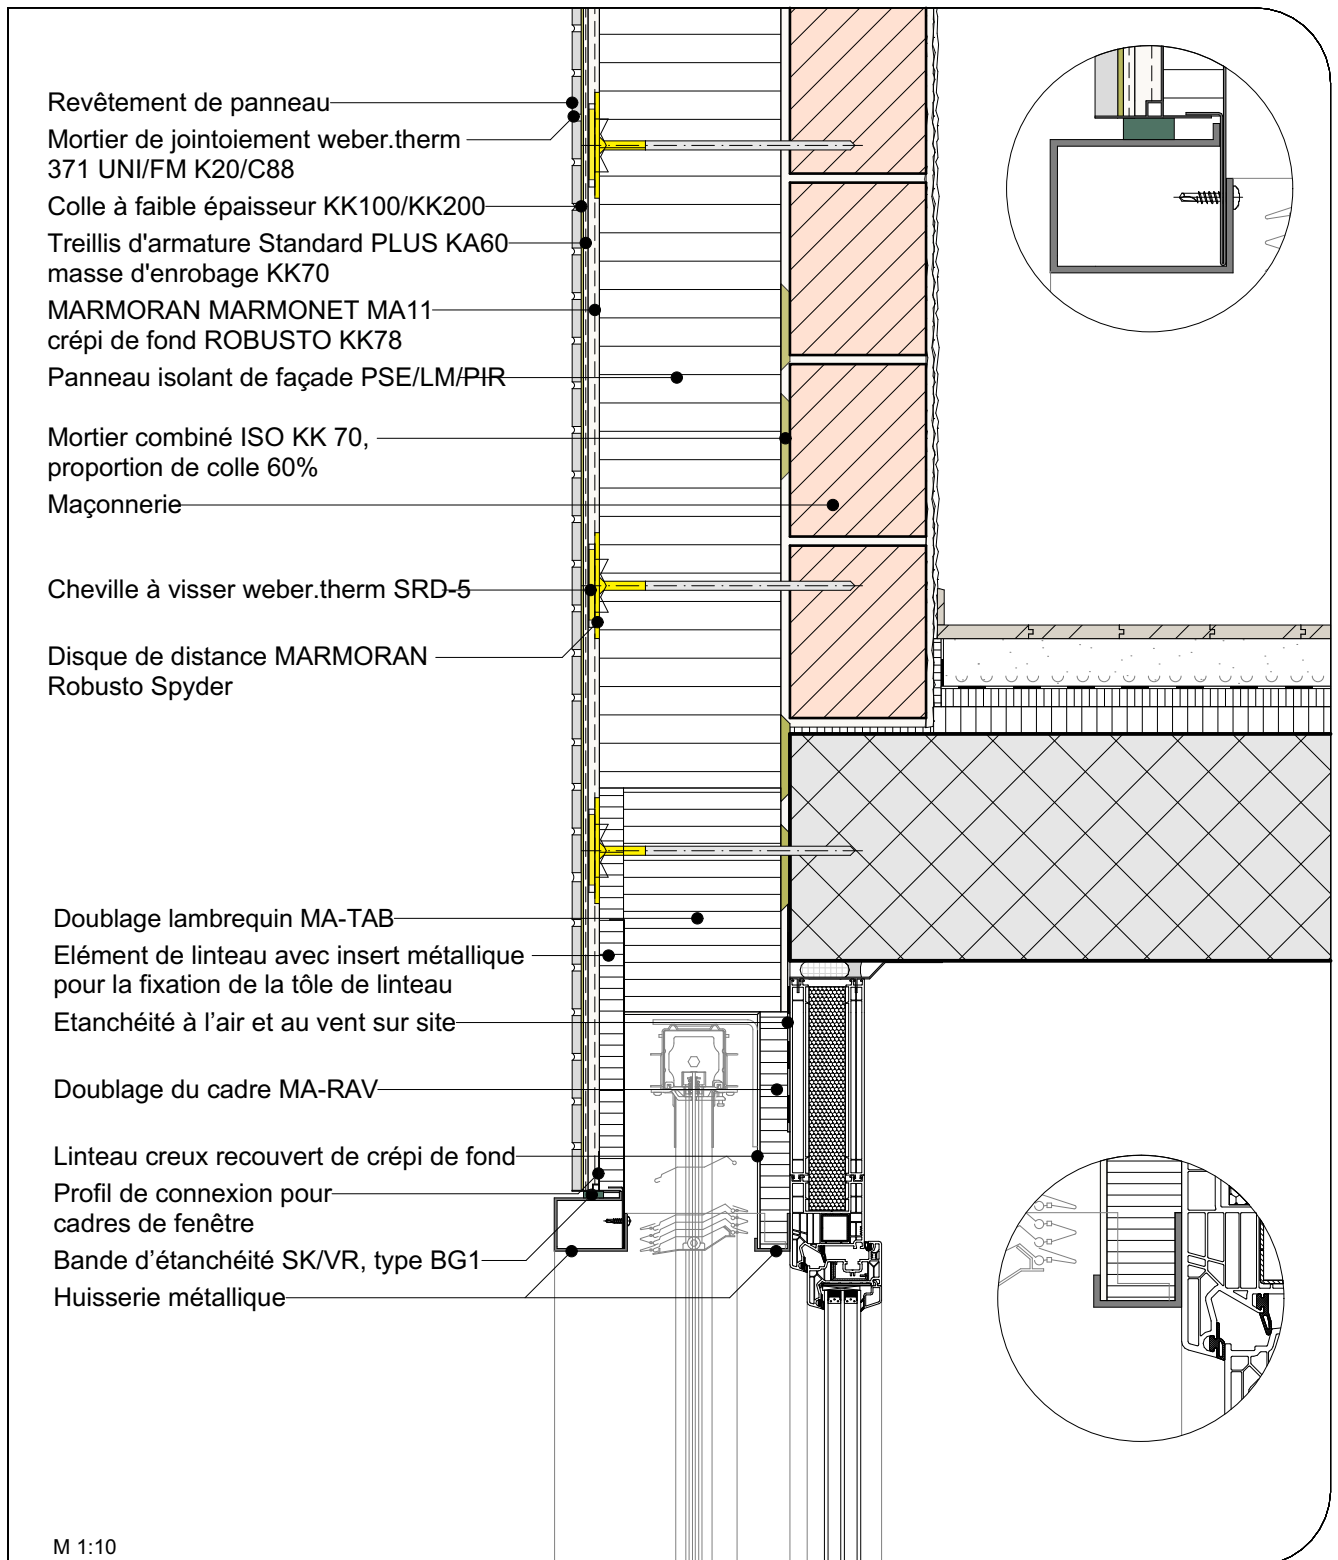 Revêtement de panneau
Mortier de jointoiement weber.therm
371 UNI/FM K20/C88
Colle à faible épaisseur KK100/KK200
Treillis d'armature Standard PLUS KA60
masse d'enrobage KK70
MARMORAN MARMONET MA11
crépi de fond ROBUSTO KK78
Panneau isolant de façade PSE/LM/PIR
Mortier combiné ISO KK 70,
proportion de colle 60%
Maçonnerie
Cheville à visser weber.therm SRD-5
Disque de distance MARMORAN
Robusto Spyder
Doublage lambrequin MA-TAB
Elément de linteau avec insert métallique
pour la fixation de la tôle de linteau
Etanchéité à l’air et au vent sur site
Doublage du cadre MA-RAV
Linteau creux recouvert de crépi de fond
Profil de connexion pour
cadres de fenêtre
Bande d’étanchéité SK/VR, type BG1
Huisserie métallique
M 1:10